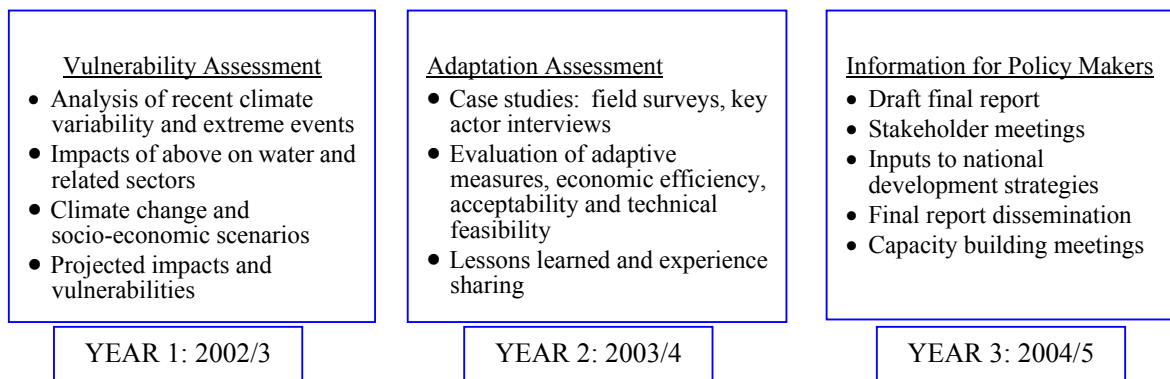 Vulnerability Assessment
• Analysis of recent climate
variability and extreme events
• Impacts of above on water and
related sectors
• Climate change and
socio-economic scenarios
• Projected impacts and
vulnerabilities
YEAR 1: 2002/3
Adaptation Assessment
• Case studies: field surveys, key
actor interviews
• Evaluation of adaptive
measures, economic efficiency,
acceptability and technical
feasibility
• Lessons learned and experience
sharing
YEAR 2: 2003/4
Information for Policy Makers
• Draft final report
• Stakeholder meetings
• Inputs to national
development strategies
• Final report dissemination
• Capacity building meetings
YEAR 3: 2004/5